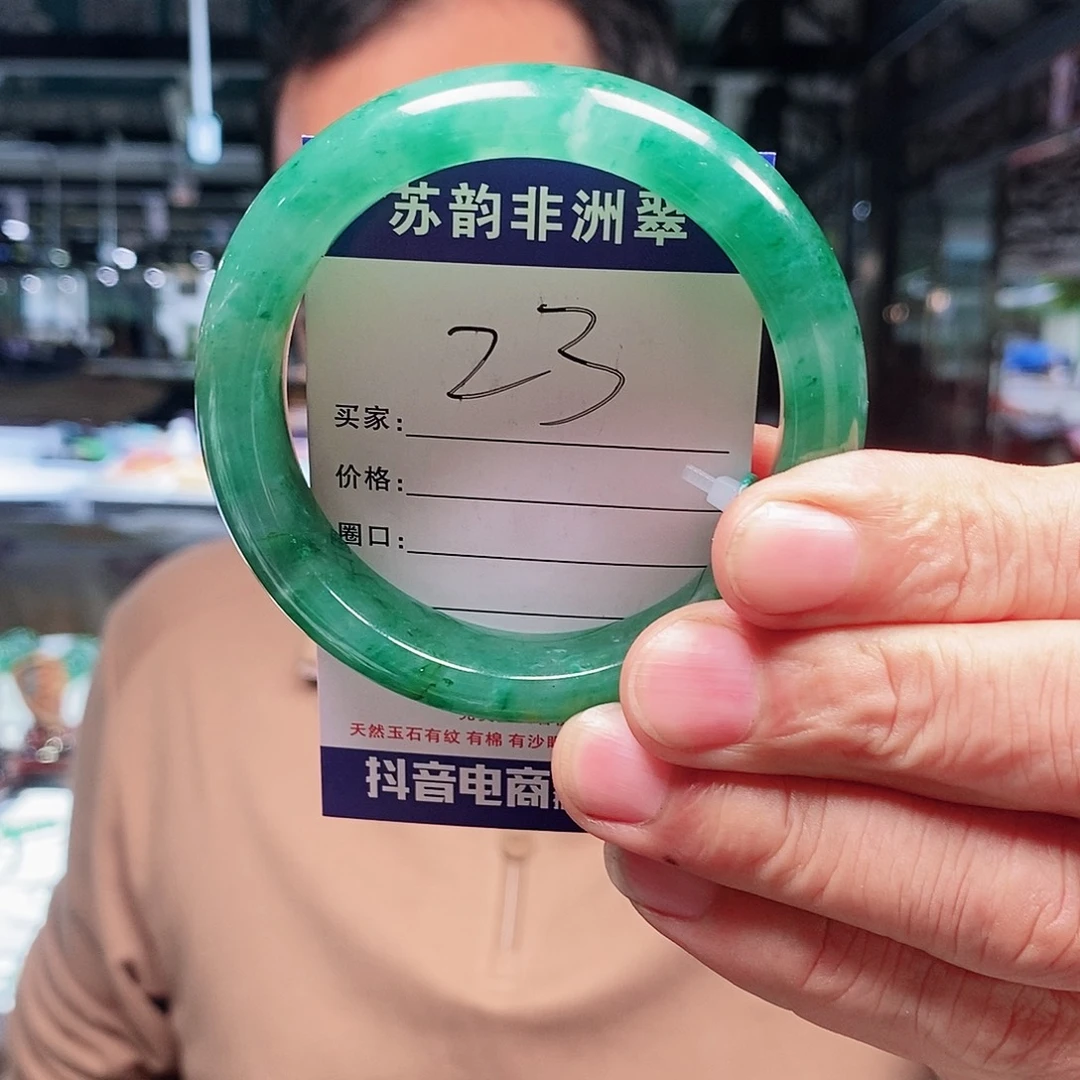 苏韵非洲翠
23
买家:
价格:
圈口:
天然玉石有纹 有棉 有沙眼
抖音电商